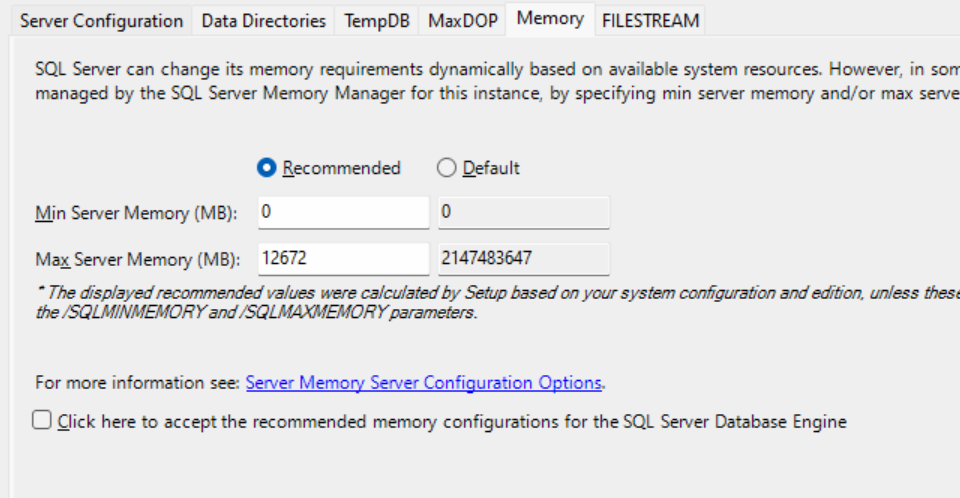 Server Configuration Data Directories TempDB MaxDOP Memory FILESTREAM
SQL Server can change its memory requirements dynamically based on available system resources. However, in som
managed by the SQL Server Memory Manager for this instance, by specifying min server memory and/or max serve
Recommended Default
Min Server Memory (MB): 0 0
Max Server Memory (MB): 12672 2147483647
* The displayed recommended values were calculated by Setup based on your system configuration and edition, unless these
the /SQLMINMEMORY and /SQLMAXMEMORY parameters.
For more information see: Server Memory Server Configuration Options.
Click here to accept the recommended memory configurations for the SQL Server Database Engine